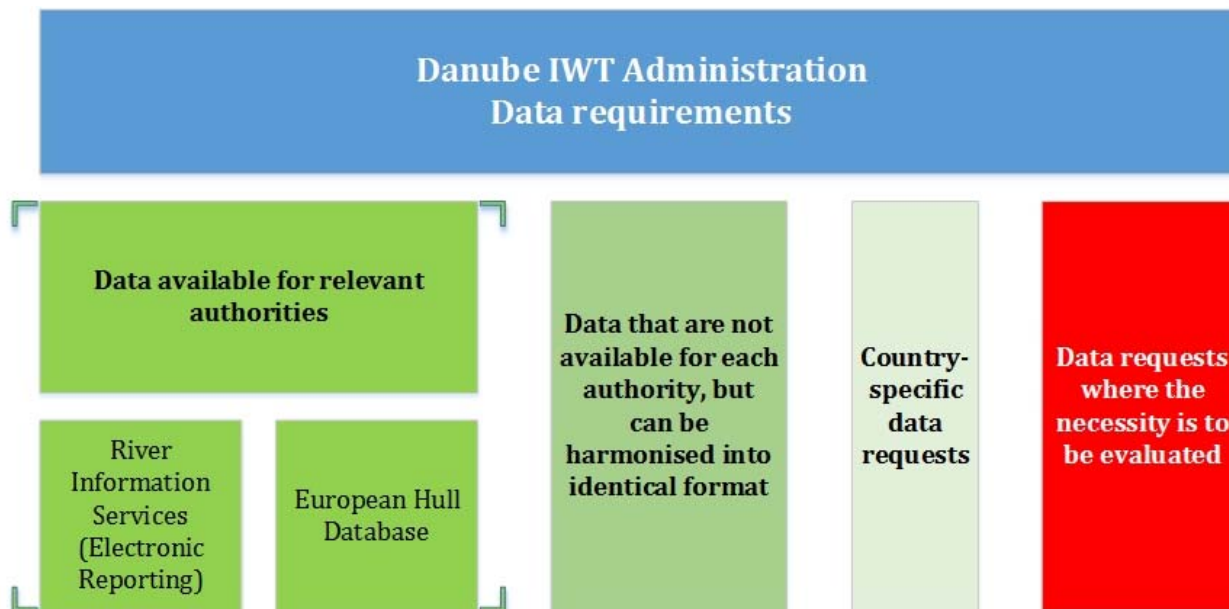 Danube IWT Administration
Data requirements
Data available for relevant
authorities
River
Information
Services
(Electronic
Reporting)
European Hull
Database
Data that are not
available for each
authority, but
can be
harmonised into
identical format
Country-
specific
data
requests
Data requests
where the
necessity is to
be evaluated